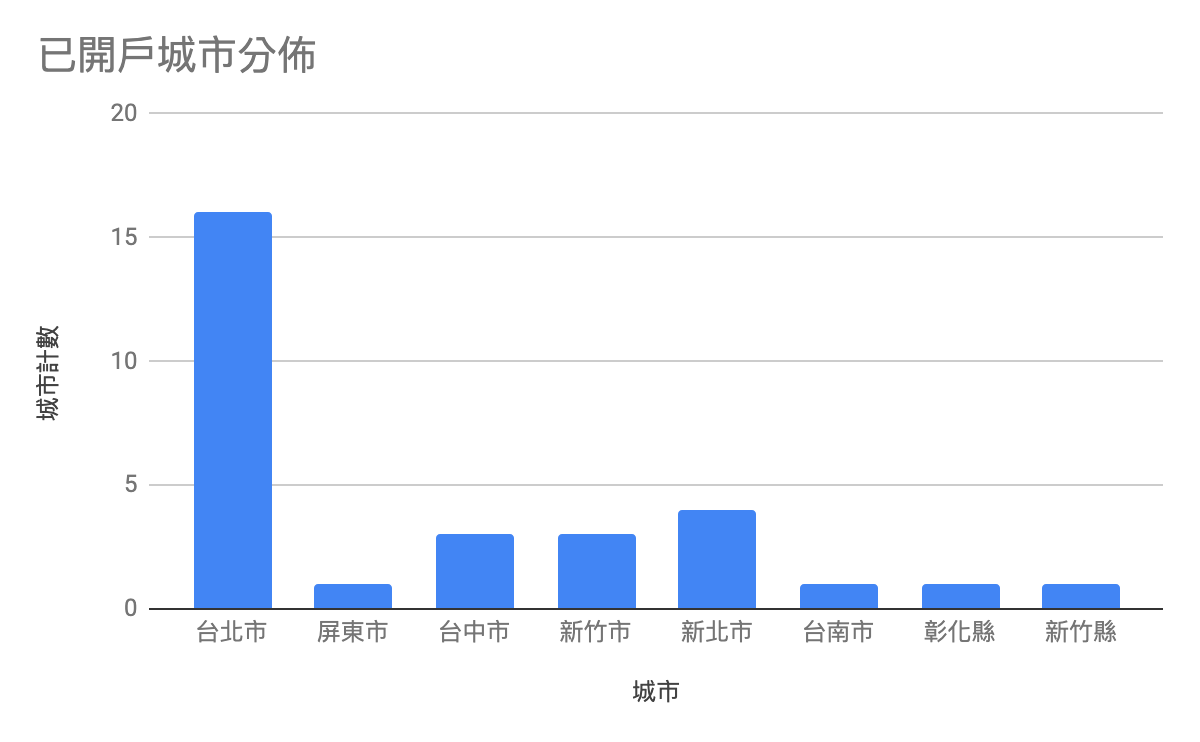 已開戶城市分佈
20
15
10
5
0
城市計數
台北市
屏東市
台中市
新竹市
新北市
台南市
彰化縣
新竹縣
城市